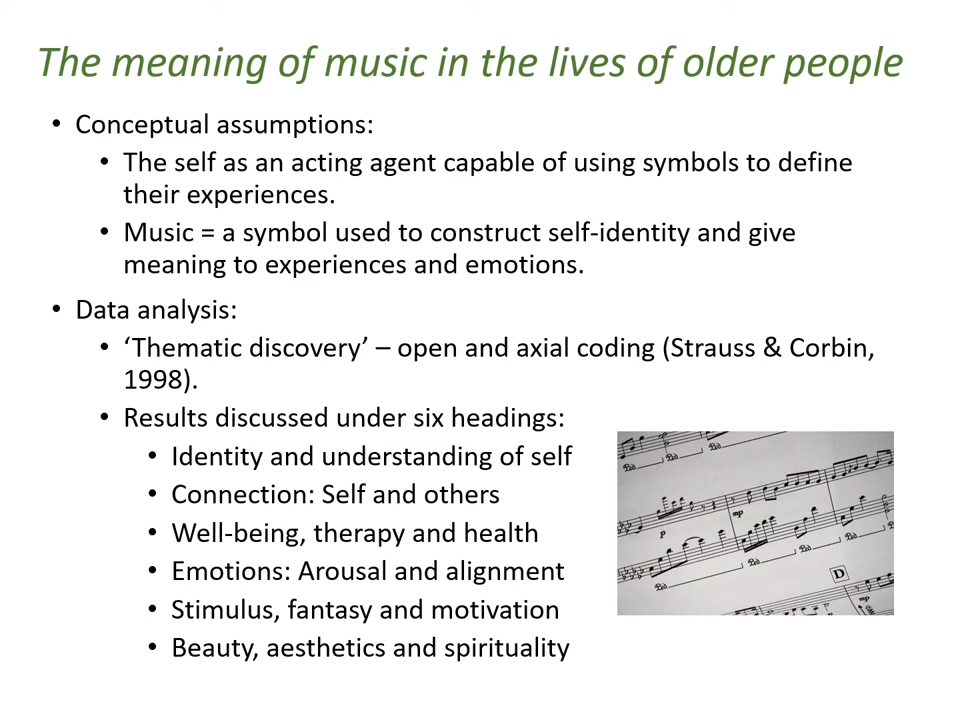 The meaning of music in the lives of older people
• Conceptual assumptions:
• The self as an acting agent capable of using symbols to define
their experiences.
• Music = a symbol used to construct self-identity and give
meaning to experiences and emotions.
• Data analysis:
• ‘Thematic discovery’ – open and axial coding (Strauss & Corbin,
1998).
• Results discussed under six headings:
• Identity and understanding of self
• Connection: Self and others
• Well-being, therapy and health
• Emotions: Arousal and alignment
• Stimulus, fantasy and motivation
• Beauty, aesthetics and spirituality
mp
p
D
mp